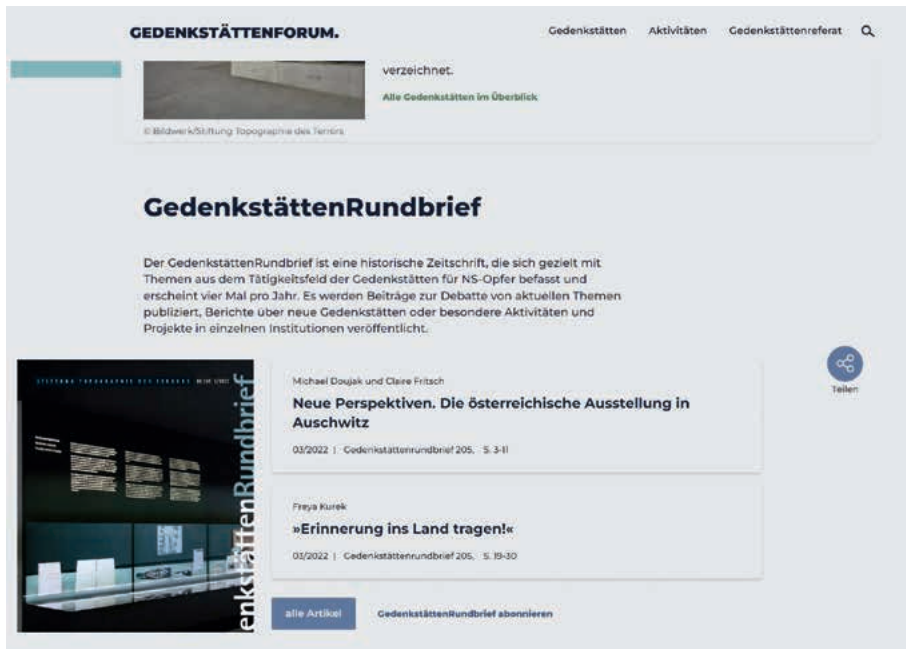 GEDENKSTÄTTENFORUM.
Gedenkstätten Aktivitäten Gedenkstättenreferat
verzeichnet.
Alle Gedenkstätten im Überblick
© Bildwerk/Stiftung Topographie des Terrors
GedenkstättenRundbrief
Der GedenkstättenRundbrief ist eine historische Zeitschrift, die sich gezielt mit
Themen aus dem Tätigkeitsfeld der Gedenkstätten für NS-Opfer befasst und
erscheint vier Mal pro Jahr. Es werden Beiträge zur Debatte von aktuellen Themen
publiziert, Berichte über neue Gedenkstätten oder besondere Aktivitäten und
Projekte in einzelnen Institutionen veröffentlicht.
STIFTUNG TOPOGRAPHIE DES TERRORS
enkstättenRundbrief
Michael Doujak und Claire Fritsch
Neue Perspektiven. Die österreichische Ausstellung in
Auschwitz
03/2022 | Gedenkstättenrundbrief 205, S. 3-11
Teilen
Freya Kurek
»Erinnerung ins Land tragen!«
03/2022 | Gedenkstättenrundbrief 205, S. 19-30
alle Artikel
GedenkstättenRundbrief abonnieren